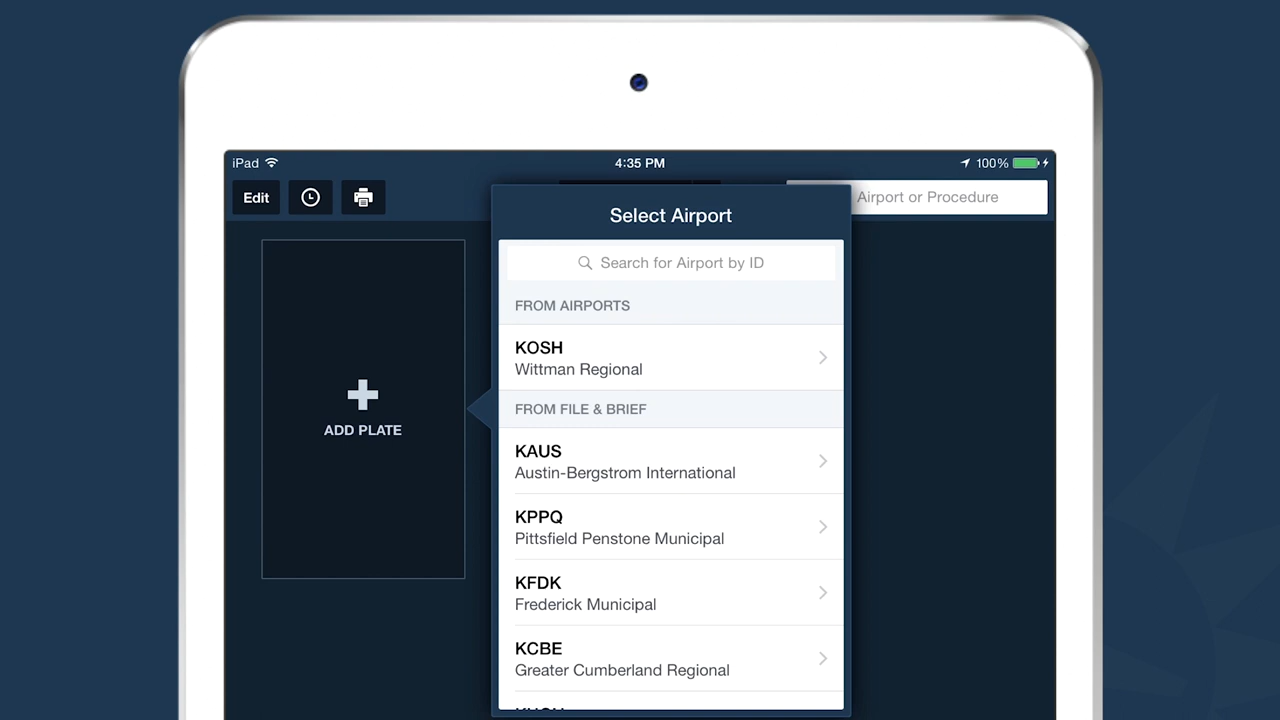 iPad
4:35 PM
100%
Edit
Airport or Procedure
Select Airport
Search for Airport by ID
FROM AIRPORTS
KOSH
Wittman Regional
FROM FILE & BRIEF
KAUS
Austin-Bergstrom International
KPPQ
Pittsfield Penstone Municipal
KFDK
Frederick Municipal
KCBE
Greater Cumberland Regional
ADD PLATE